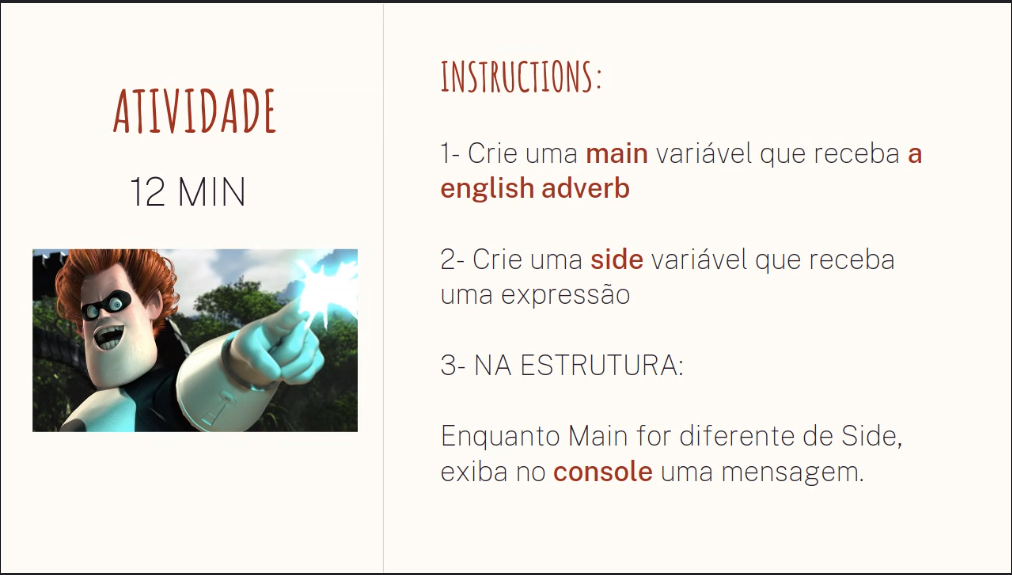 ATIVIDADE
12 MIN
INSTRUCTIONS:
1- Crie uma main variável que receba a
english adverb
2- Crie uma side variável que receba
uma expressão
3- NA ESTRUTURA:
Enquanto Main for diferente de Side,
exiba no console uma mensagem.